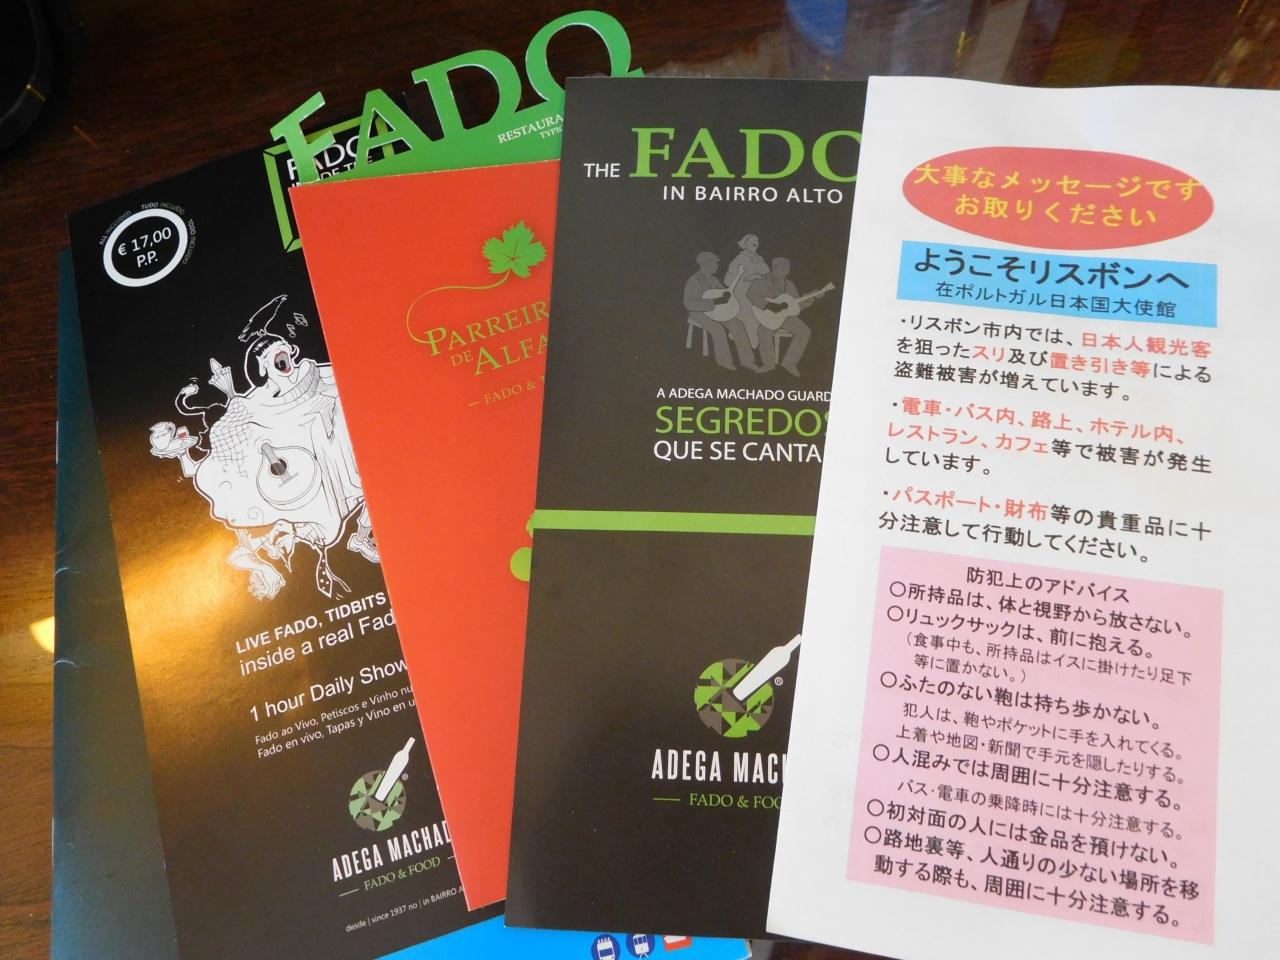 ALL INCLUDED
TUDO INCLUÍDO
TODO INCLUIDO
€ 17,00
P.P.
FADO
LIVE FADO, TIDBITS
inside a real Fad
1 hour Daily Show
Fado ao Vivo, Petiscos e Vinho nu
Fado en vivo, Tapas y Vino en u
ADEGA MACHAD
FADO & FOOD
desde | since 1937 no | in BAIRRO A
FADO
RESTAURA
TYPIC
PARREIR
DE ALFA
FADO & T
THE FADO
IN BAIRRO ALTO
A ADEGA MACHADO GUARD
SEGREDOS
QUE SE CANTA
ADEGA MACH
FADO & FOO
大事なメッセージです
お取りください
ようこそリスボンへ
在ポルトガル日本国大使館
・リスボン市内では、日本人観光客
を狙ったスリ及び置き引き等による
盗難被害が増えています。
・電車・バス内、路上、ホテル内、
レストラン、カフェ等で被害が発生
しています。
・パスポート・財布等の貴重品に十
分注意して行動してください。
防犯上のアドバイス
○所持品は、体と視野から放さない。
○リュックサックは、前に抱える。
（食事中も、所持品はイスに掛けたり足下
等に置かない。）
○ふたのない鞄は持ち歩かない。
犯人は、鞄やポケットに手を入れてくる。
上着や地図・新聞で手元を隠したりする。
○人混みでは周囲に十分注意する。
バス・電車の乗降時には十分注意する。
○初対面の人には金品を預けない。
○路地裏等、人通りの少ない場所を移
動する際も、周囲に十分注意する。